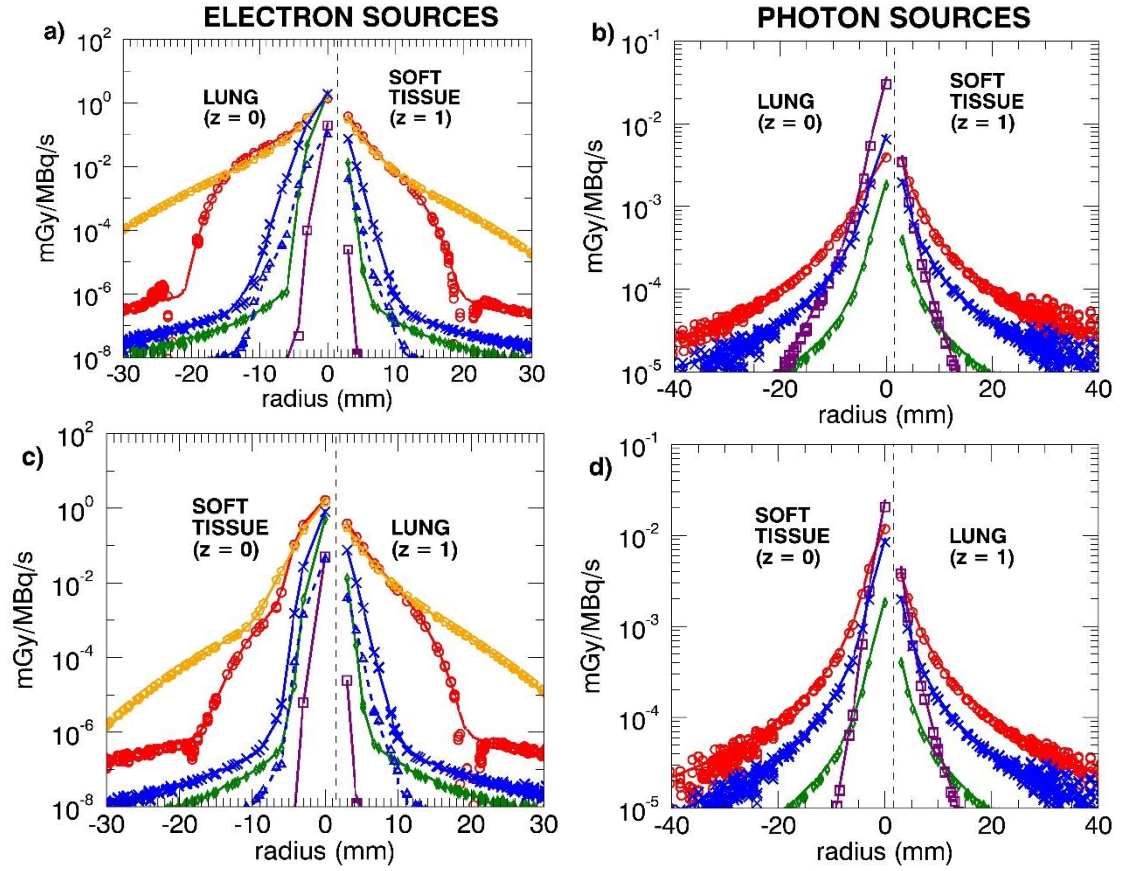 ELECTRON SOURCES
PHOTON SOURCES
a)
10^2
10^0
10^-2
10^-4
10^-6
10^-8
mGy/MBq/s
LUNG
(z = 0)
SOFT
TISSUE
(z = 1)
-30 -20 -10 0 10 20 30
radius (mm)
b)
10^-1
10^-2
10^-3
10^-4
10^-5
mGy/MBq/s
LUNG
(z = 0)
SOFT
TISSUE
(z = 1)
-40 -20 0 20 40
radius (mm)
c)
10^2
10^0
10^-2
10^-4
10^-6
10^-8
mGy/MBq/s
SOFT
TISSUE
(z = 0)
LUNG
(z = 1)
-30 -20 -10 0 10 20 30
radius (mm)
d)
10^-1
10^-2
10^-3
10^-4
10^-5
mGy/MBq/s
SOFT
TISSUE
(z = 0)
LUNG
(z = 1)
-40 -20 0 20 40
radius (mm)